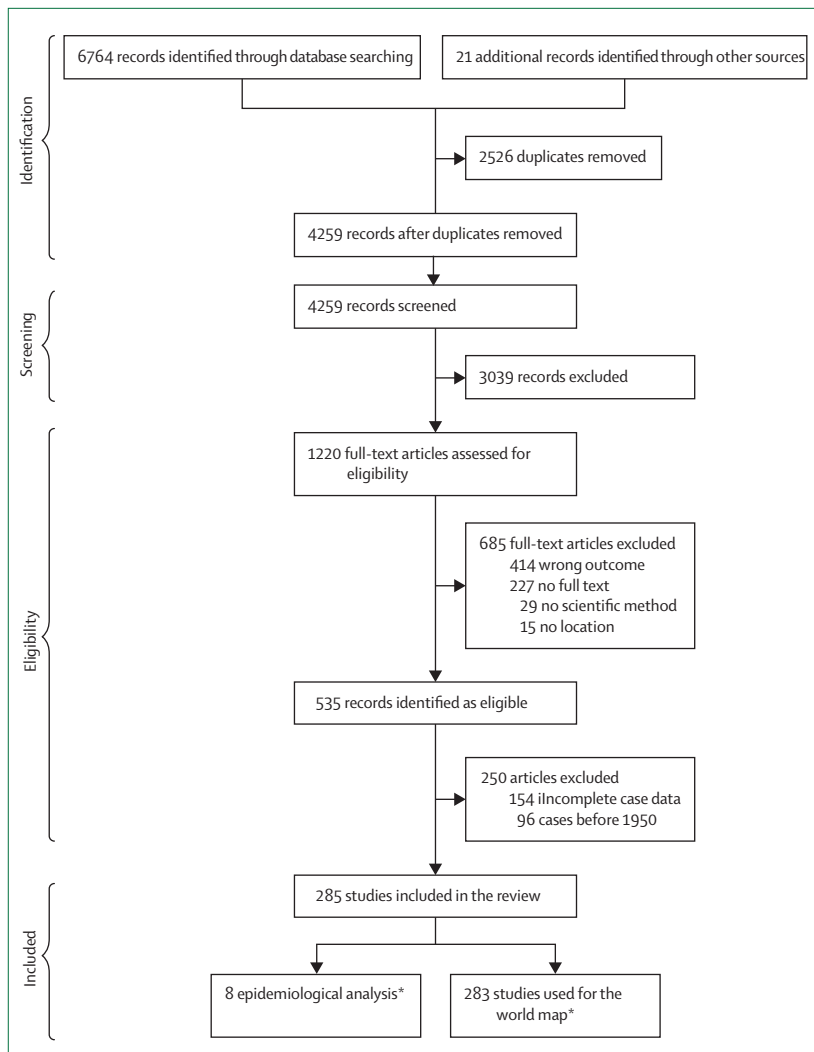 Identification
6764 records identified through database searching
21 additional records identified through other sources
2526 duplicates removed
4259 records after duplicates removed
Screening
4259 records screened
3039 records excluded
Eligibility
1220 full-text articles assessed for
eligibility
685 full-text articles excluded
414 wrong outcome
227 no full text
29 no scientific method
15 no location
535 records identified as eligible
250 articles excluded
154 iIncomplete case data
96 cases before 1950
Included
285 studies included in the review
8 epidemiological analysis*
283 studies used for the
world map*